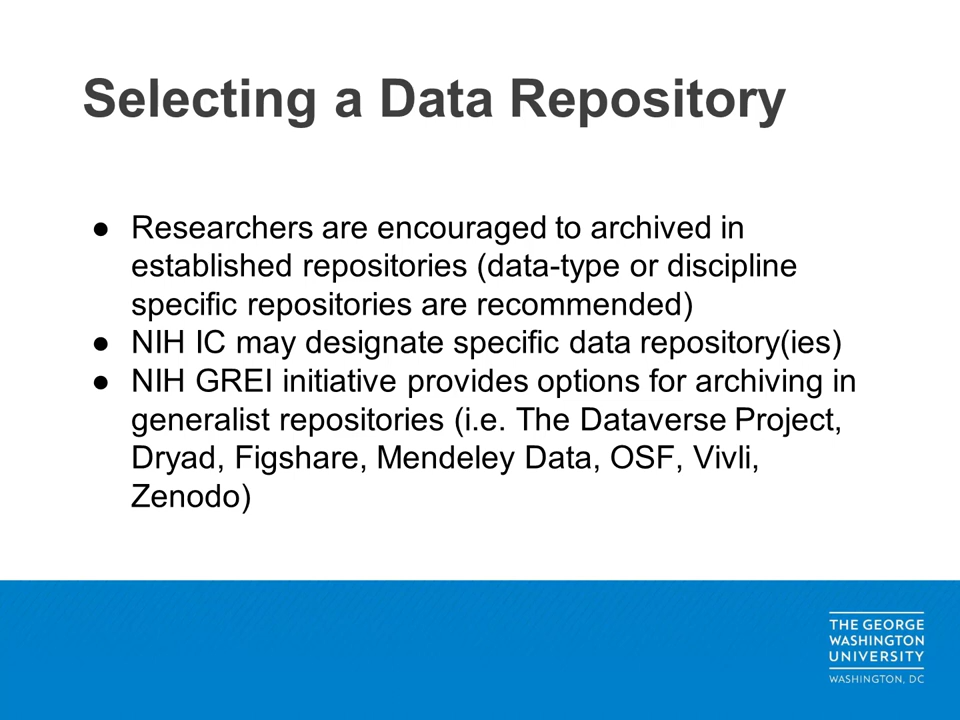 Selecting a Data Repository
● Researchers are encouraged to archived in
established repositories (data-type or discipline
specific repositories are recommended)
● NIH IC may designate specific data repository(ies)
● NIH GREI initiative provides options for archiving in
generalist repositories (i.e. The Dataverse Project,
Dryad, Figshare, Mendeley Data, OSF, Vivli,
Zenodo)
THE GEORGE
WASHINGTON
UNIVERSITY
WASHINGTON, DC